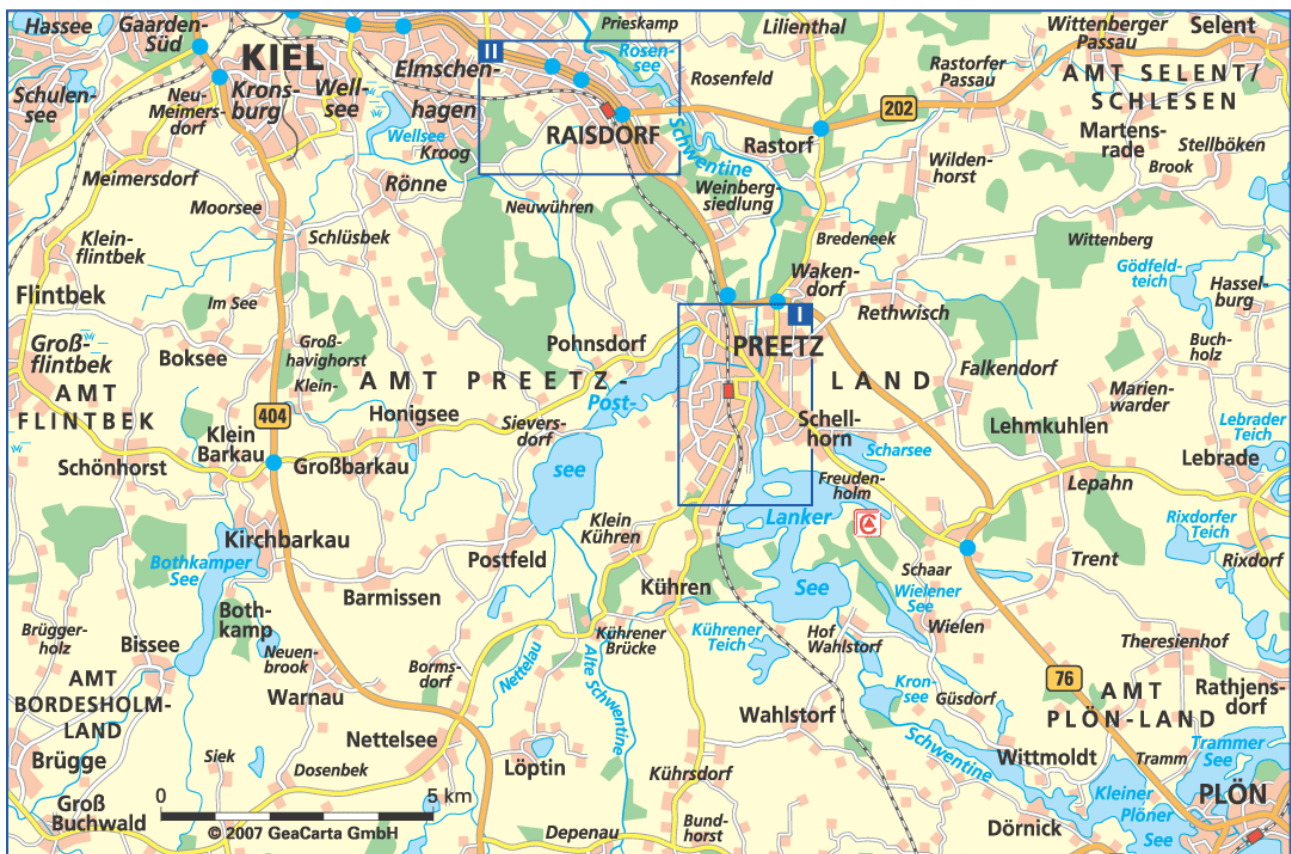 Hassee
Gaarden-
Süd
Prieskamp
Lilienthal
Wittenberger
Passau
Selent
KIEL
II
Rosen-
see
Elmschen-
hagen
Rosenfeld
Rastorfer
Passau
AMT SELENT/
SCHLESEN
Schulen-
see
Neu-
Meimers-
dorf
Krons-
burg
Well-
see
202
Wellsee
Kroog
RAISDORF
Schwentine
Rastorf
Martens-
rade
Stellböken
Brook
Wilden-
horst
Meimersdorf
Rönne
Weinberg-
siedlung
Moorsee
Neuwühren
Schlüsbek
Klein-
flintbek
Bredeneek
Wittenberg
Gödfeld-
teich
Waken-
dorf
Hassel-
burg
Flintbek
Im See
I
Rethwisch
Groß-
flintbek
Boksee
Groß-
havighorst
Klein-
Pohnsdorf
PREETZ
Buch-
holz
AMT
FLINTBEK
AMT PREETZ-
LAND
Falkendorf
Marien-
warder
404
Honigsee
Post-
see
Sievers-
dorf
Schell-
horn
Lehmkuhlen
Lebrader
Teich
Klein
Barkau
Schönhorst
Großbarkau
Scharsee
Lebrade
Freuden-
holm
Lepahn
Klein
Kühren
Lanker
See
Rixdorfer
Teich
Kirchbarkau
Bothkamper
See
Postfeld
Trent
Rixdorf
Schaar
Kühren
Barmissen
Wielener
See
Both-
kamp
Brügger-
holz
Bissee
Kührener
Brücke
Kührener
Teich
Hof
Wahlstorf
Wielen
Theresienhof
Neuen-
brook
Borms-
dorf
Nettelau
Alte Schwentine
AMT
BORDESHOLM-
LAND
Warnau
Kron-
see
Güsdorf
76
AMT
PLÖN-LAND
Rathjens-
dorf
Wahlstorf
Nettelsee
Schwentine
Wittmoldt
Trammer
See
Tramm
Brügge
Siek
Dosenbek
Löptin
Kührsdorf
Kleiner
Plöner
See
PLÖN
Groß
Buchwald
0
5 km
© 2007 GeaCarta GmbH
Depenau
Bund-
horst
Dörnick